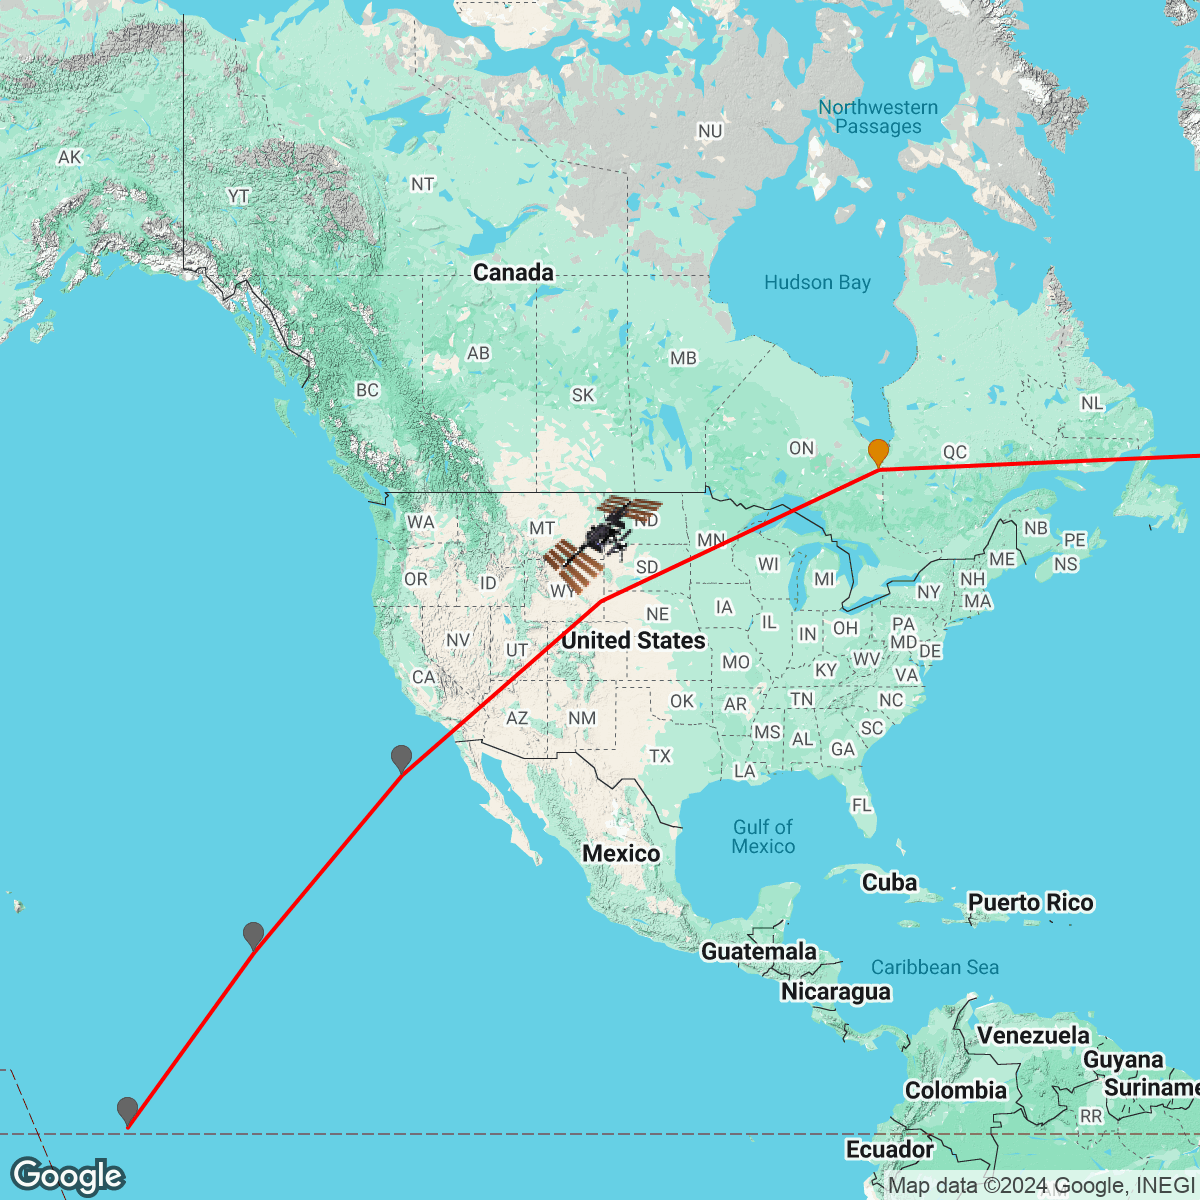 NU
Northwestern
Passages
AK
NT
YT
Canada
Hudson Bay
AB
MB
BC
SK
NL
ON
QC
WA
MT
ND
NB
MN
PE
ME
NS
OR
ID
SD
WI
MI
NH
WY
NY
MA
NE
IA
IL
IN
OH
PA
NV
UT
United States
MD
DE
CA
MO
KY
WV
VA
AZ
NM
OK
AR
TN
NC
MS
AL
SC
GA
TX
LA
FL
Gulf of
Mexico
Mexico
Cuba
Puerto Rico
Guatemala
Caribbean Sea
Nicaragua
Venezuela
Guyana
Colombia
Suriname
RR
Ecuador
AM
Google
Map data ©2024 Google, INEGI